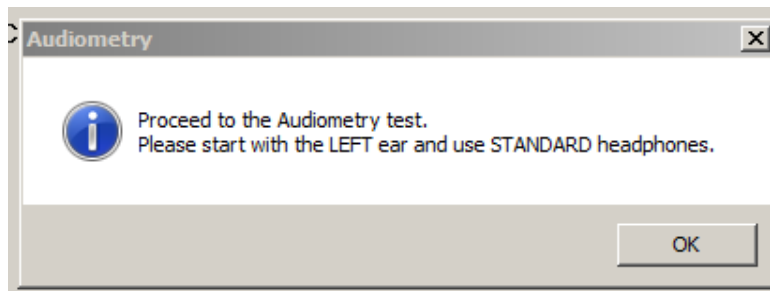 Audiometry
Proceed to the Audiometry test.
Please start with the LEFT ear and use STANDARD headphones.
OK